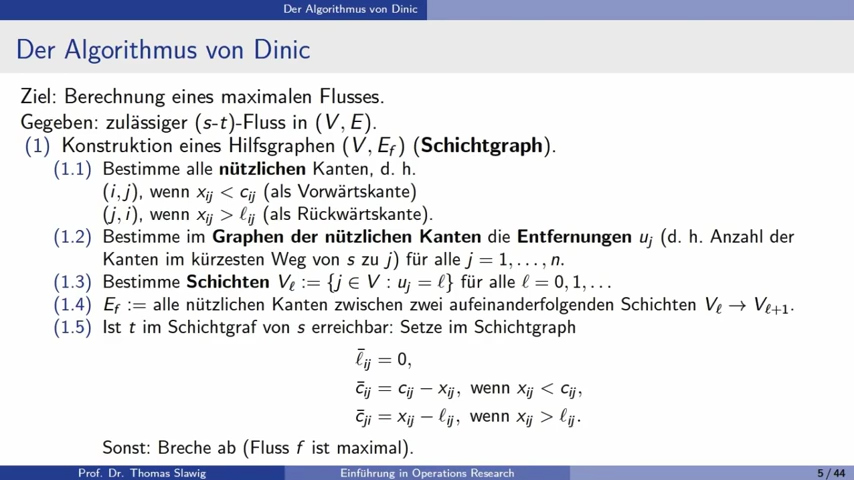 Der Algorithmus von Dinic
Der Algorithmus von Dinic
Ziel: Berechnung eines maximalen Flusses.
Gegeben: zulässiger (s-t)-Fluss in (V, E).
(1) Konstruktion eines Hilfsgraphen (V, E_f) (Schichtgraph).
(1.1) Bestimme alle nützlichen Kanten, d. h.
(i, j), wenn x_ij < c_ij (als Vorwärtskante)
(j, i), wenn x_ij > ℓ_ij (als Rückwärtskante).
(1.2) Bestimme im Graphen der nützlichen Kanten die Entfernungen u_j (d. h. Anzahl der
Kanten im kürzesten Weg von s zu j) für alle j = 1, . . . , n.
(1.3) Bestimme Schichten V_ℓ := {j ∈ V : u_j = ℓ} für alle ℓ = 0, 1, . . .
(1.4) E_f := alle nützlichen Kanten zwischen zwei aufeinanderfolgenden Schichten V_ℓ → V_ℓ+1.
(1.5) Ist t im Schichtgraf von s erreichbar: Setze im Schichtgraph
ℓ̄_ij = 0,
c̄_ij = c_ij − x_ij, wenn x_ij < c_ij,
c̄_ji = x_ij − ℓ_ij, wenn x_ij > ℓ_ij.
Sonst: Breche ab (Fluss f ist maximal).
Prof. Dr. Thomas Slawig Einführung in Operations Research 5 / 44